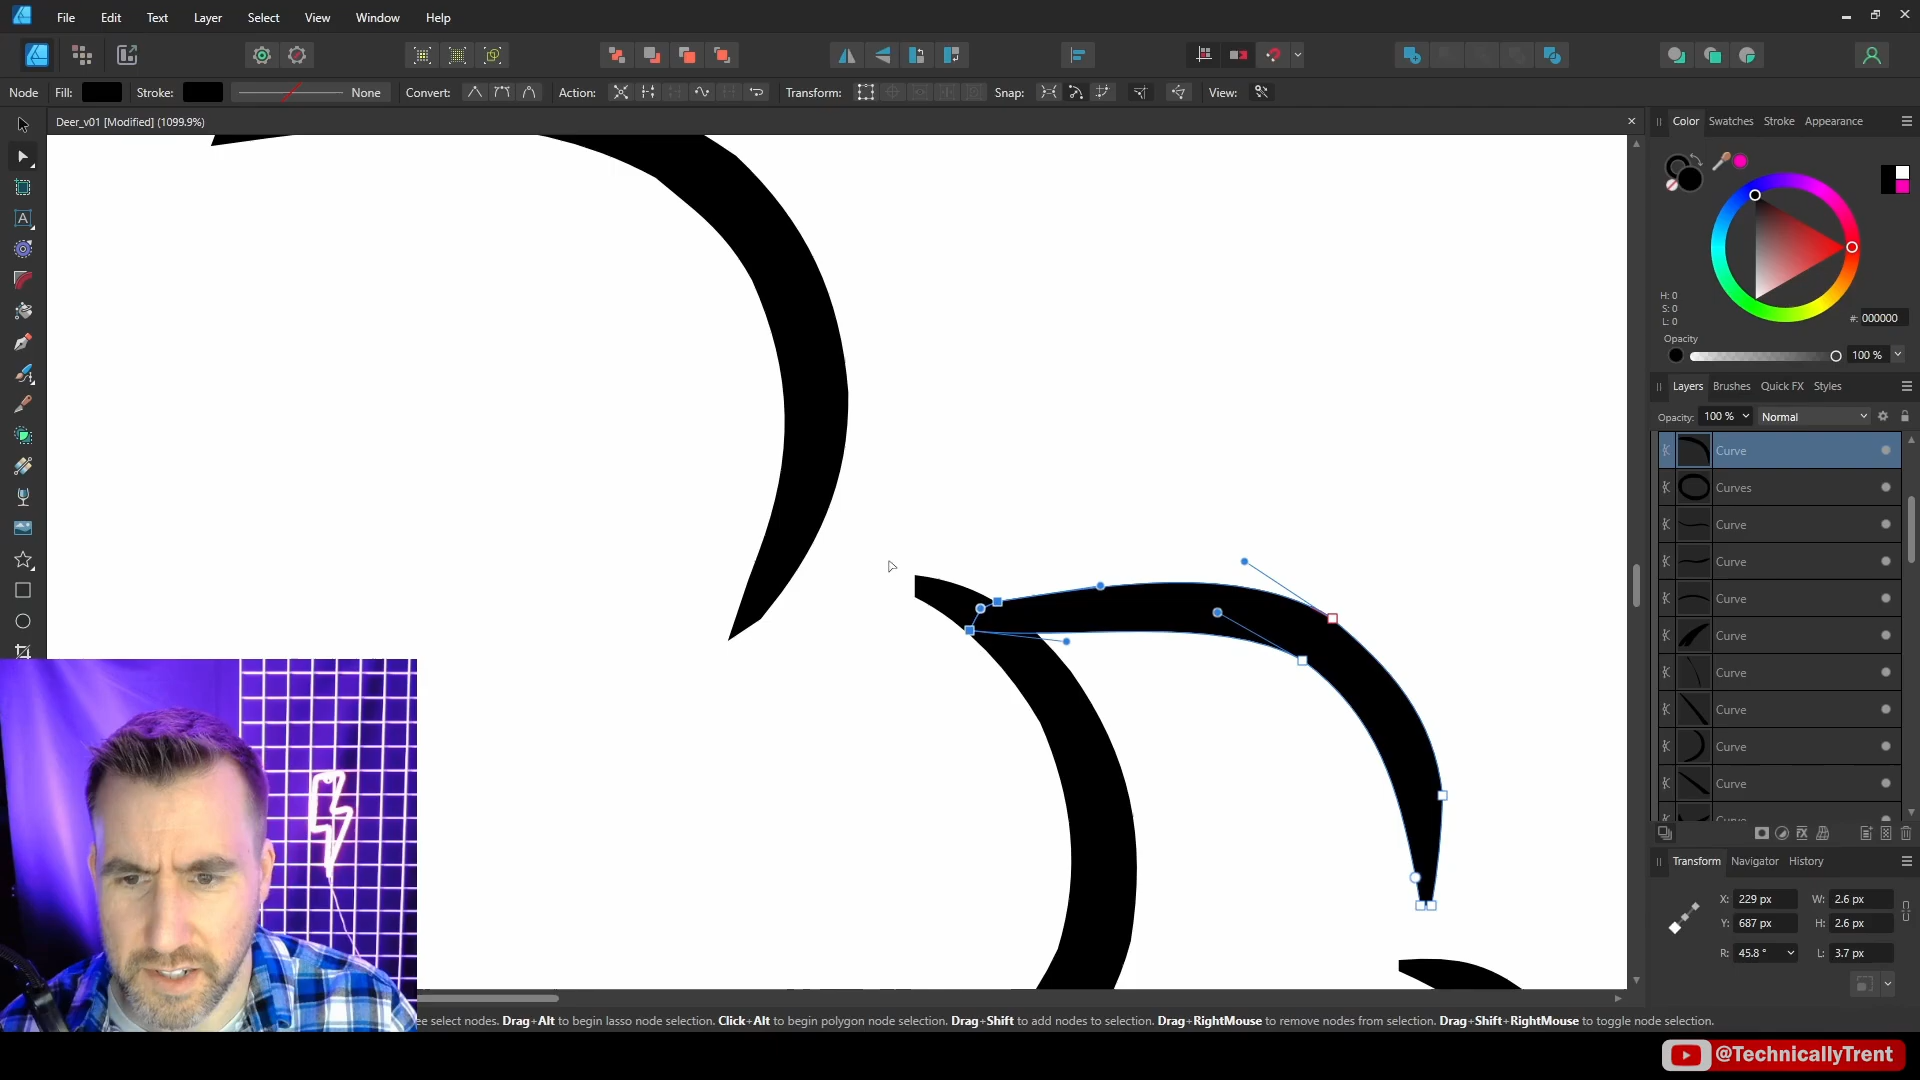 File Edit Text Layer Select View Window Help
Node Fill: Stroke: None Convert: Action: Transform: Snap: View:
Deer_v01 [Modified] (1099.9%)
Color Swatches Stroke Appearance
H: 0
S: 0
L: 0
#: 000000
Opacity
100 %
Layers Brushes Quick FX Styles
Opacity: 100 % Normal
Curve
Curves
Curve
Curve
Curve
Curve
Curve
Curve
Curve
Curve
Transform Navigator History
X: 229 px W: 2.6 px
Y: 687 px H: 2.6 px
R: 45.8 ° L: 3.7 px
select nodes. Drag+Alt to begin lasso node selection. Click+Alt to begin polygon node selection. Drag+Shift to add nodes to selection. Drag+RightMouse to remove nodes from selection. Drag+Shift+RightMouse to toggle node selection.
@TechnicallyTrent